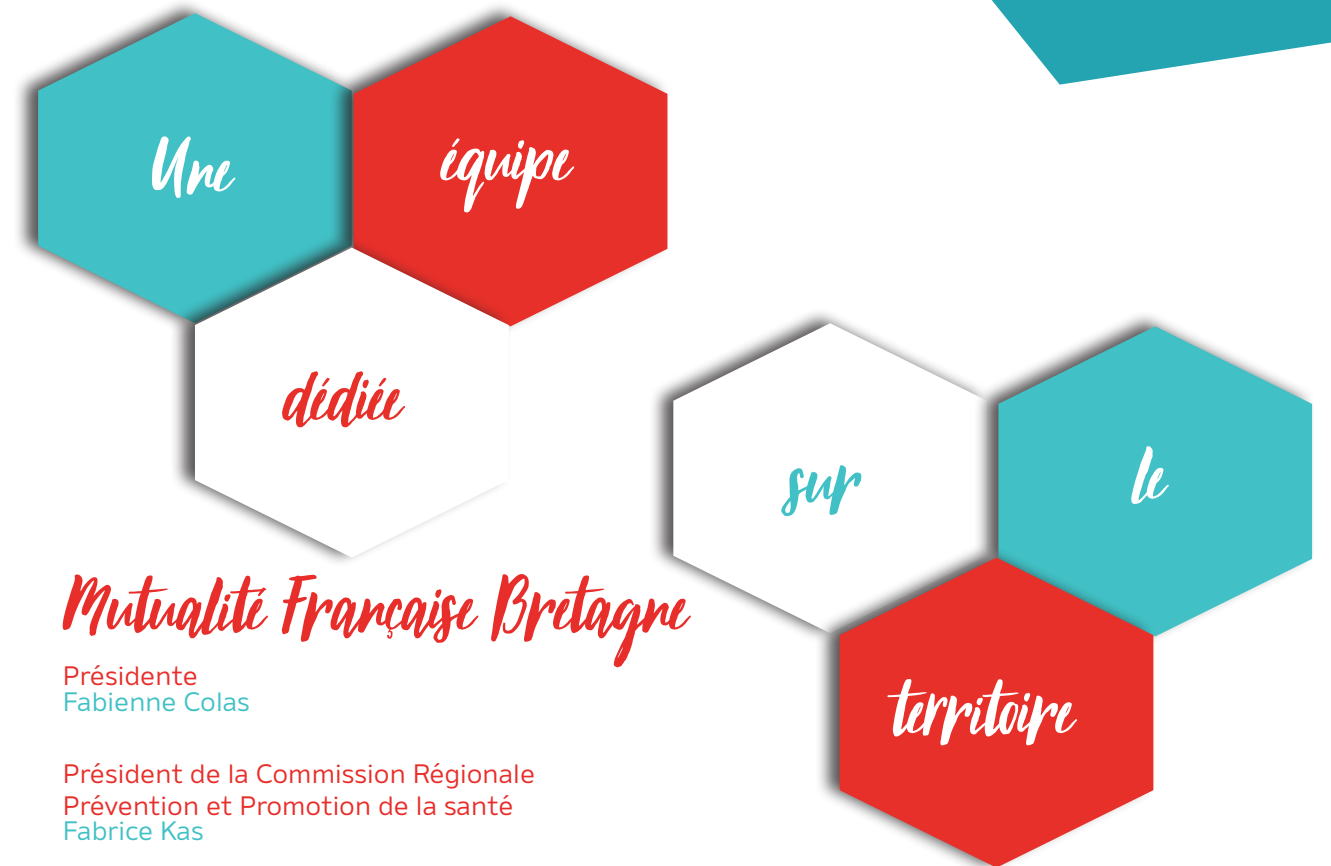 Une
équipe
dédiée
sur
le
territoire
Mutualité Française Bretagne
Présidente
Fabienne Colas
Président de la Commission Régionale
Prévention et Promotion de la santé
Fabrice Kas